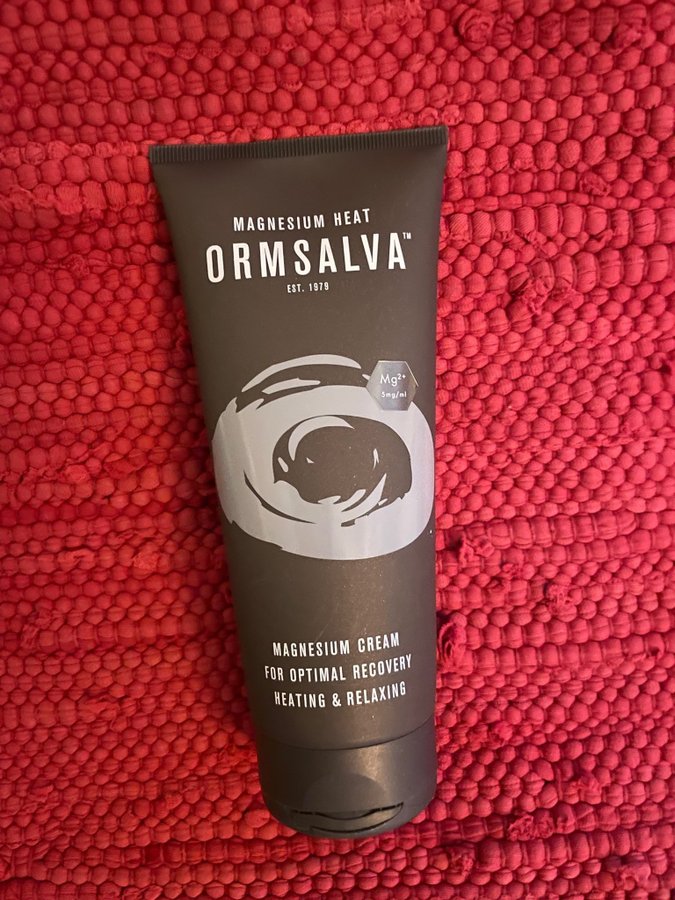 MAGNESIUM HEAT
ORMSALVA™
EST. 1979
Mg²⁺
5mg/ml
MAGNESIUM CREAM
FOR OPTIMAL RECOVERY
HEATING & RELAXING